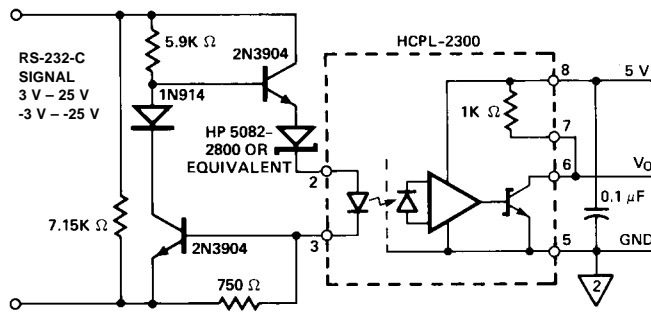 HCPL-2300
5.9K Ω
2N3904
RS-232-C
SIGNAL
3 V – 25 V
-3 V – -25 V
1N914
8
5 V
1K Ω
7
HP 5082-
2800 OR
EQUIVALENT
2
6
VO
7.15K Ω
0.1 µF
2N3904
3
5
GND
750 Ω
2